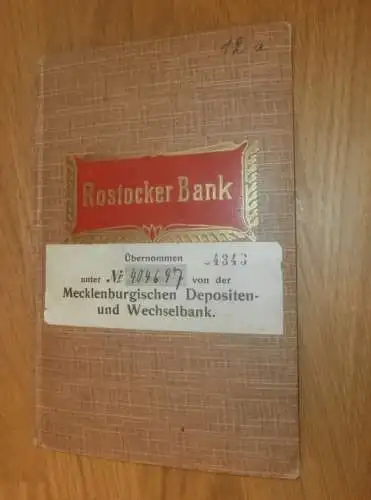 12 a
Rostocker Bank
Übernommen 4343
unter № 404697 von der
Mecklenburgischen Depositen-
und Wechselbank.